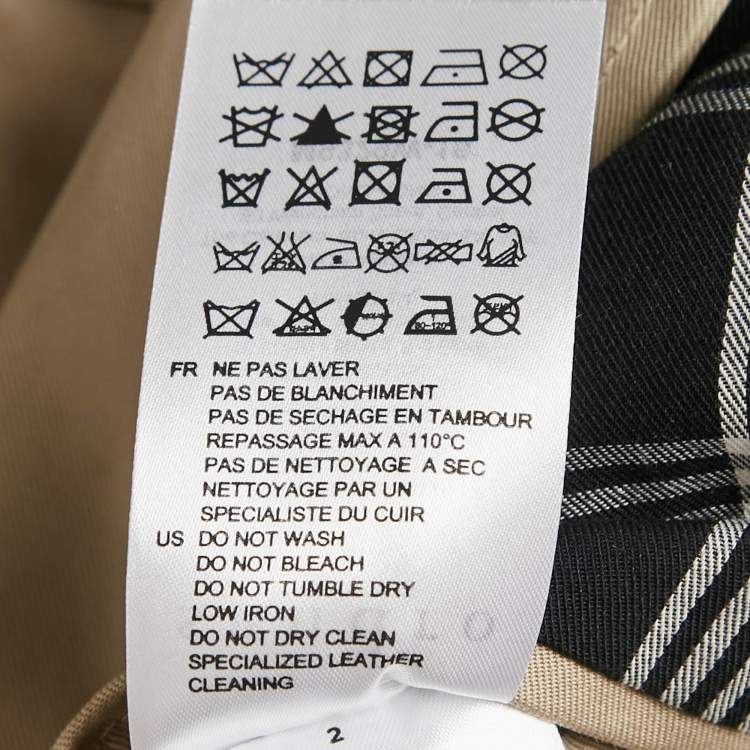 FR NE PAS LAVER
PAS DE BLANCHIMENT
PAS DE SECHAGE EN TAMBOUR
REPASSAGE MAX A 110°C
PAS DE NETTOYAGE A SEC
NETTOYAGE PAR UN
SPECIALISTE DU CUIR
US DO NOT WASH
DO NOT BLEACH
DO NOT TUMBLE DRY
LOW IRON
DO NOT DRY CLEAN
SPECIALIZED LEATHER
CLEANING
2